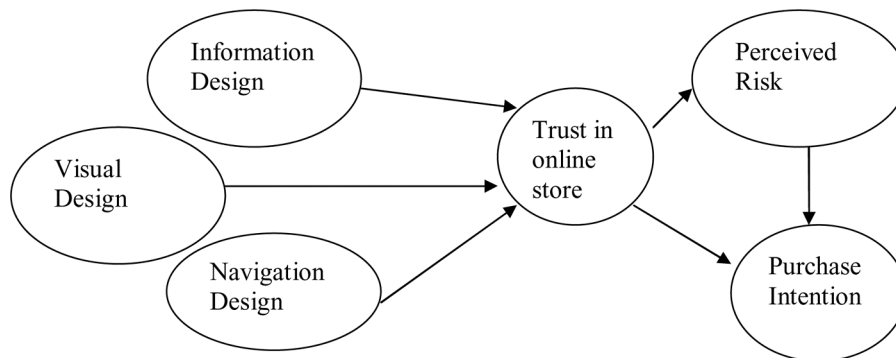 Information
Design
Perceived
Risk
Trust in
online
store
Visual
Design
Navigation
Design
Purchase
Intention